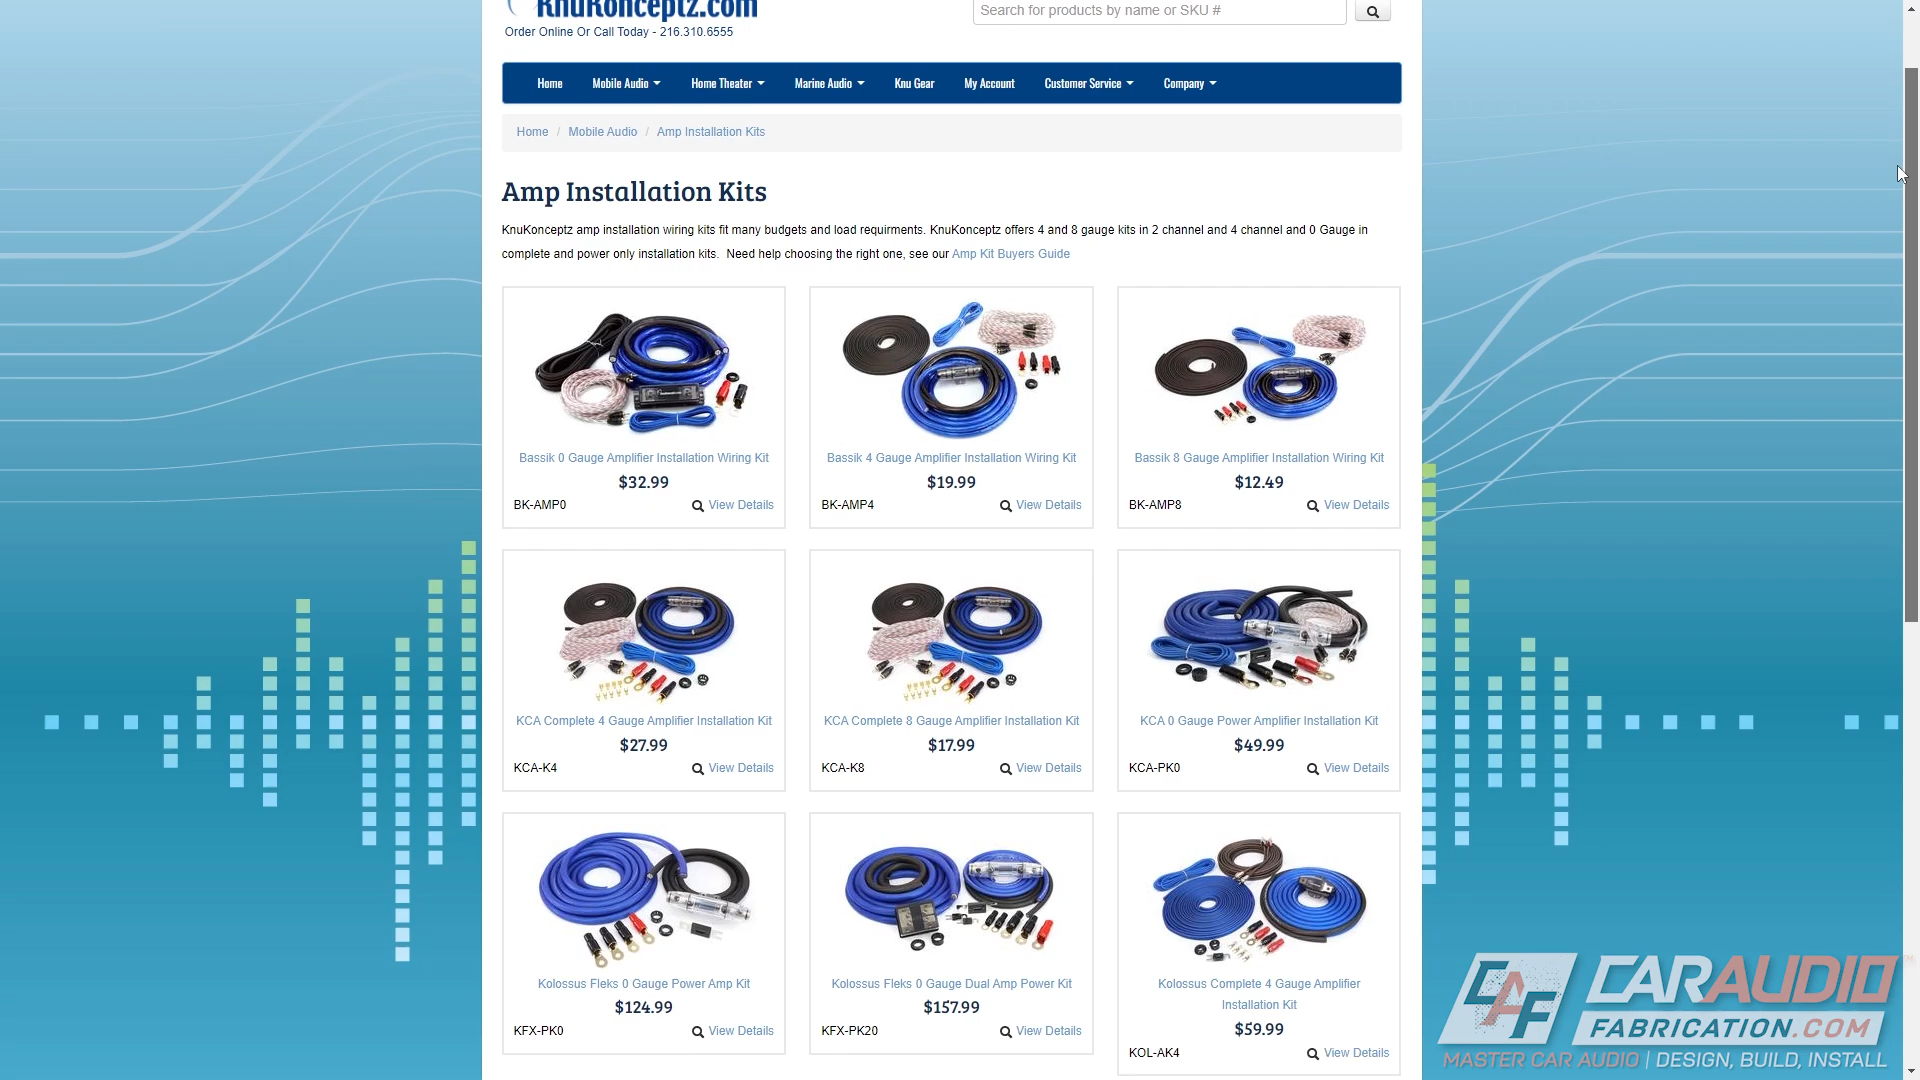 KnuKonceptz.com
Search for products by name or SKU #
Order Online Or Call Today - 216.310.6555
Home Mobile Audio Home Theater Marine Audio Knu Gear My Account Customer Service Company
Home / Mobile Audio / Amp Installation Kits
Amp Installation Kits
KnuKonceptz amp installation wiring kits fit many budgets and load requirments. KnuKonceptz offers 4 and 8 gauge kits in 2 channel and 4 channel and 0 Gauge in
complete and power only installation kits. Need help choosing the right one, see our Amp Kit Buyers Guide
Bassik 0 Gauge Amplifier Installation Wiring Kit
$32.99
BK-AMP0 View Details
Bassik 4 Gauge Amplifier Installation Wiring Kit
$19.99
BK-AMP4 View Details
Bassik 8 Gauge Amplifier Installation Wiring Kit
$12.49
BK-AMP8 View Details
KCA Complete 4 Gauge Amplifier Installation Kit
$27.99
KCA-K4 View Details
KCA Complete 8 Gauge Amplifier Installation Kit
$17.99
KCA-K8 View Details
KCA 0 Gauge Power Amplifier Installation Kit
$49.99
KCA-PK0 View Details
Kolossus Fleks 0 Gauge Power Amp Kit
$124.99
KFX-PK0 View Details
Kolossus Fleks 0 Gauge Dual Amp Power Kit
$157.99
KFX-PK20 View Details
Kolossus Complete 4 Gauge Amplifier
Installation Kit
$59.99
KOL-AK4 View Details
CAF CAR AUDIO ™
FABRICATION.COM
MASTER CAR AUDIO | DESIGN, BUILD, INSTALL